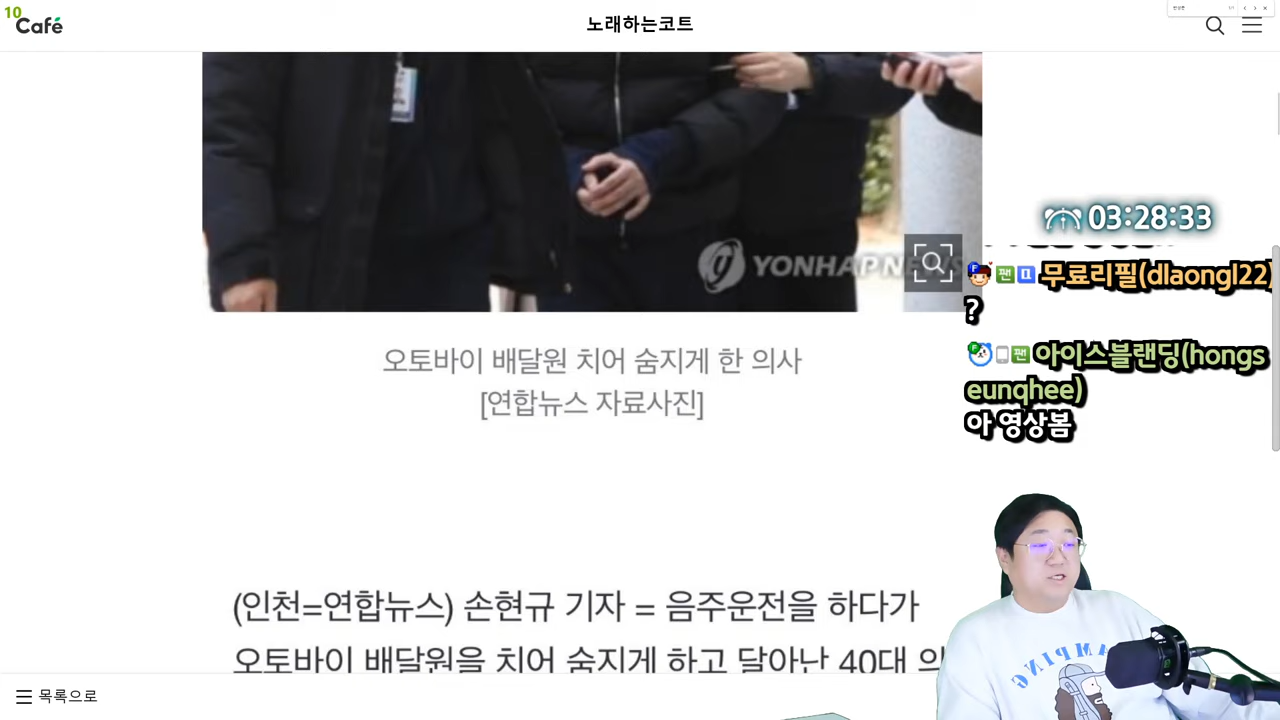 10
Café
노래하는코트
YONHAP NEWS
03:28:33
무료리필(dlaongl22)
?
아이스블랜딩(hongs
eunqhee)
아 영상봄
오토바이 배달원 치어 숨지게 한 의사
[연합뉴스 자료사진]
(인천=연합뉴스) 손현규 기자 = 음주운전을 하다가
오토바이 배달원을 치어 숨지게 하고 달아난 40대 의
목록으로
CAMPING